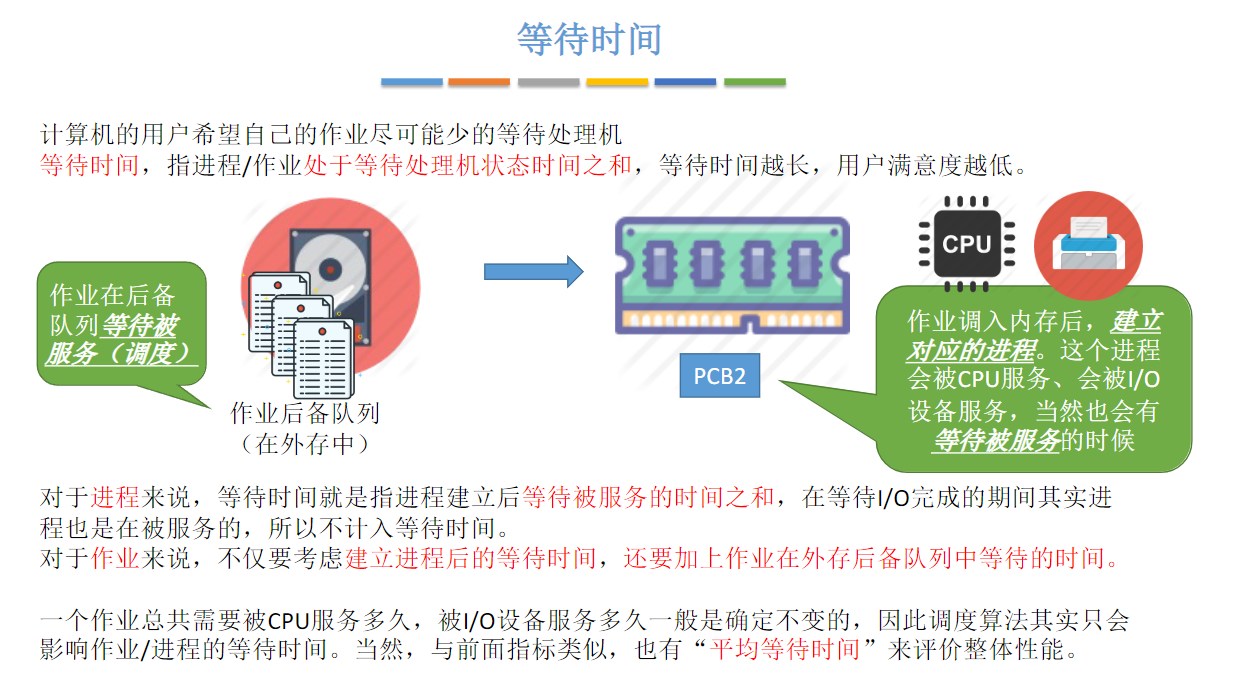 等待时间
计算机的用户希望自己的作业尽可能少的等待处理机
等待时间，指进程/作业处于等待处理机状态时间之和，等待时间越长，用户满意度越低。
作业在后备
队列等待被
服务（调度）
作业后备队列
（在外存中）
PCB2
CPU
作业调入内存后，建立
对应的进程。这个进程
会被CPU服务、会被I/O
设备服务，当然也会有
等待被服务的时候
对于进程来说，等待时间就是指进程建立后等待被服务的时间之和，在等待I/O完成的期间其实进
程也是在被服务的，所以不计入等待时间。
对于作业来说，不仅要考虑建立进程后的等待时间，还要加上作业在外存后备队列中等待的时间。
一个作业总共需要被CPU服务多久，被I/O设备服务多久一般是确定不变的，因此调度算法其实只会
影响作业/进程的等待时间。当然，与前面指标类似，也有“平均等待时间”来评价整体性能。